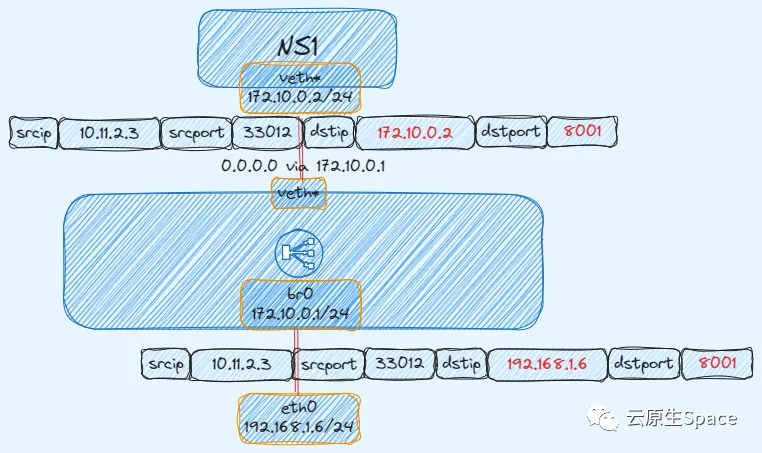 NS1
veth*
172.10.0.2/24
srcip 10.11.2.3 srcport 33012 dstip 172.10.0.2 dstport 8001
0.0.0.0 via 172.10.0.1
veth*
br0
172.10.0.1/24
srcip 10.11.2.3 srcport 33012 dstip 192.168.1.6 dstport 8001
eth0
192.168.1.6/24
云原生Space